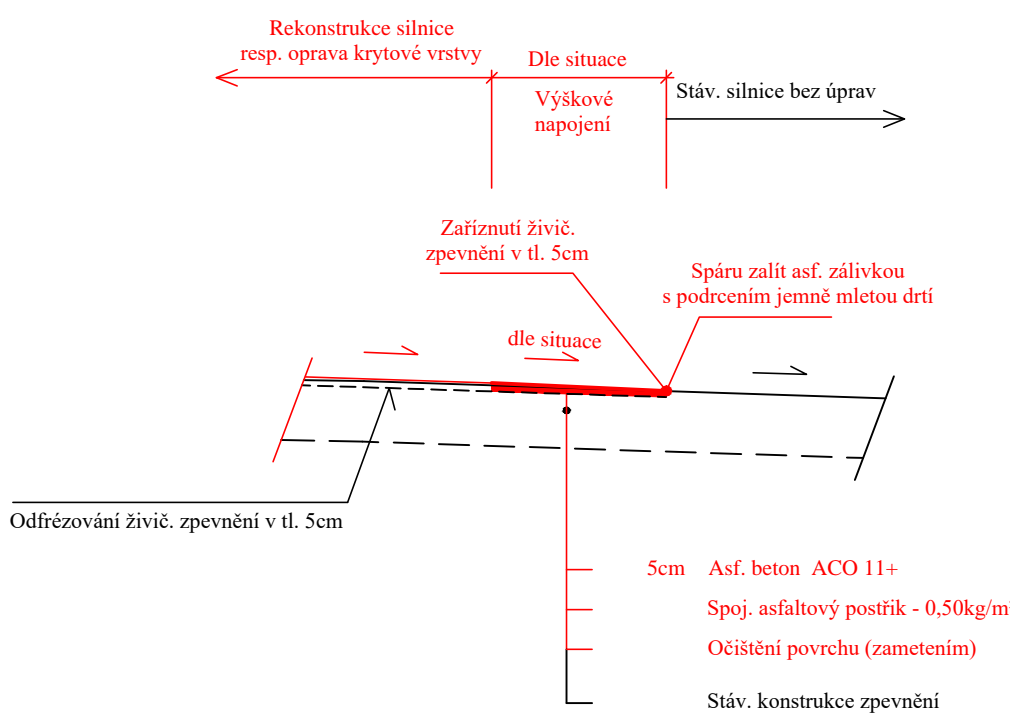 Rekonstrukce silnice
resp. oprava krytové vrstvy
Dle situace
Výškové
napojení
Stáv. silnice bez úprav
Zaříznutí živič.
zpevnění v tl. 5cm
Spáru zalít asf. zálivkou
s podrcením jemně mletou drtí
dle situace
Odfrézování živič. zpevnění v tl. 5cm
5cm Asf. beton ACO 11+
Spoj. asfaltový postřik - 0,50kg/m²
Očištění povrchu (zametením)
Stáv. konstrukce zpevnění